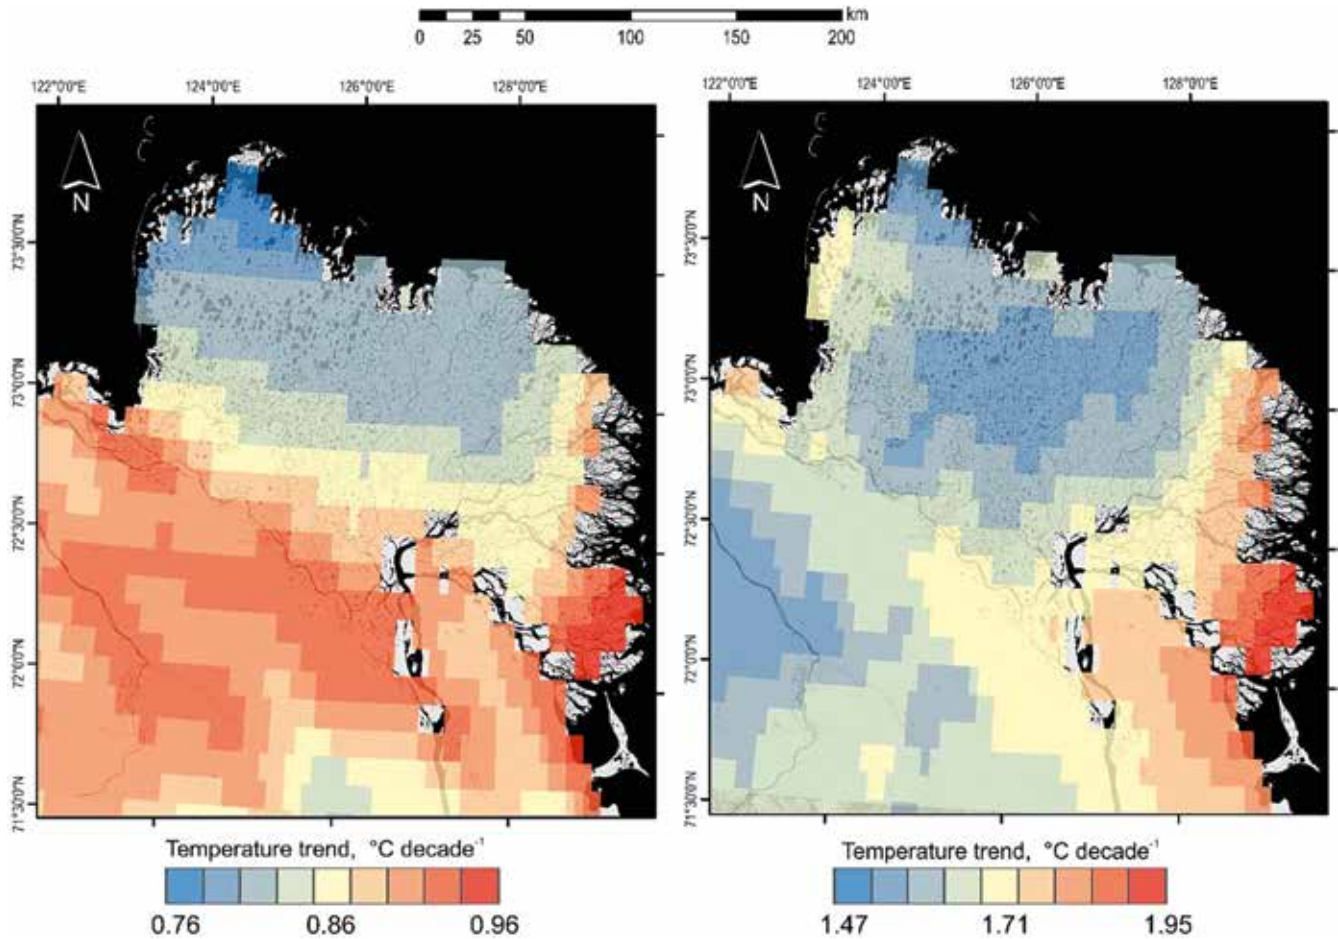 km
0 25 50 100 150 200
122°0'0"E 124°0'0"E 126°0'0"E 128°0'0"E
122°0'0"E 124°0'0"E 126°0'0"E 128°0'0"E
N
N
73°30'0"N
73°0'0"N
72°30'0"N
72°0'0"N
71°30'0"N
73°30'0"N
73°0'0"N
72°30'0"N
72°0'0"N
71°30'0"N
Temperature trend, °C decade⁻¹
0.76 0.86 0.96
Temperature trend, °C decade⁻¹
1.47 1.71 1.95